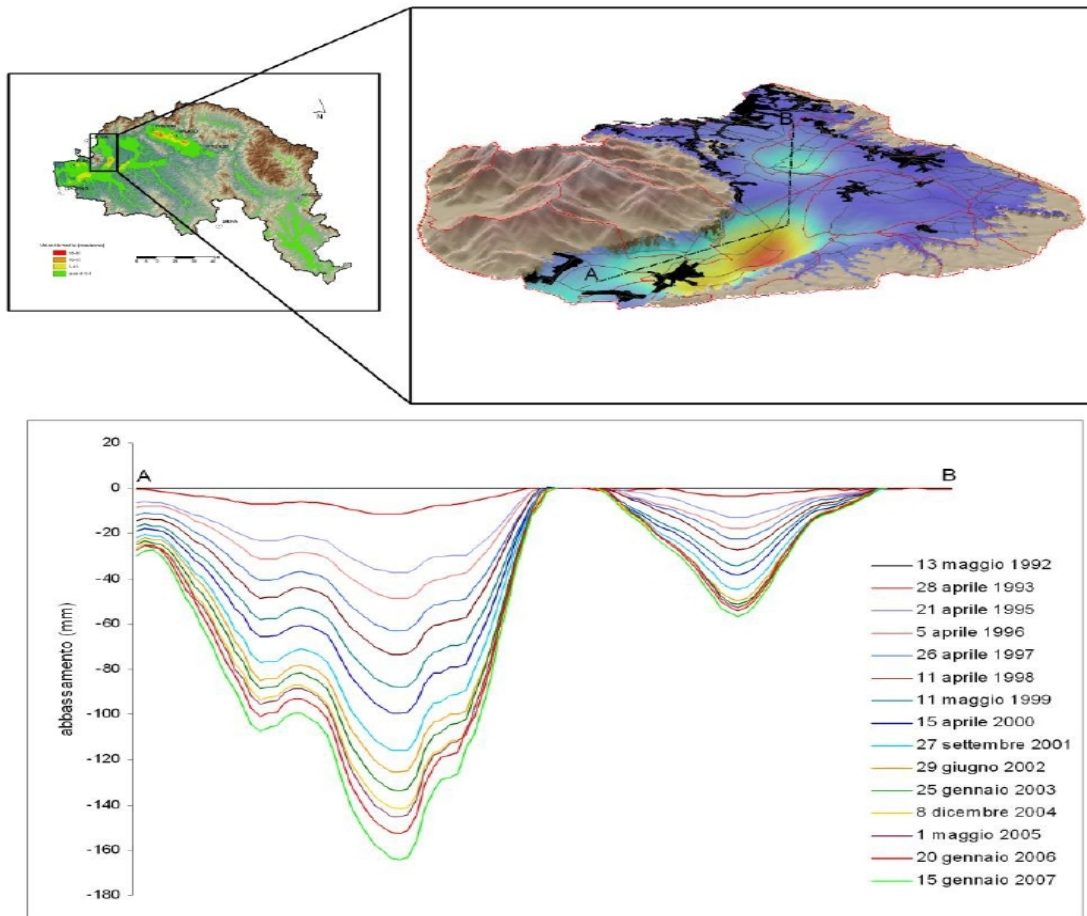 N
B
A
20
0
-20
-40
-60
-80
-100
-120
-140
-160
-180
abbassamento (mm)
A
B
13 maggio 1992
28 aprile 1993
21 aprile 1995
5 aprile 1996
26 aprile 1997
11 aprile 1998
11 maggio 1999
15 aprile 2000
27 settembre 2001
29 giugno 2002
25 gennaio 2003
8 dicembre 2004
1 maggio 2005
20 gennaio 2006
15 gennaio 2007